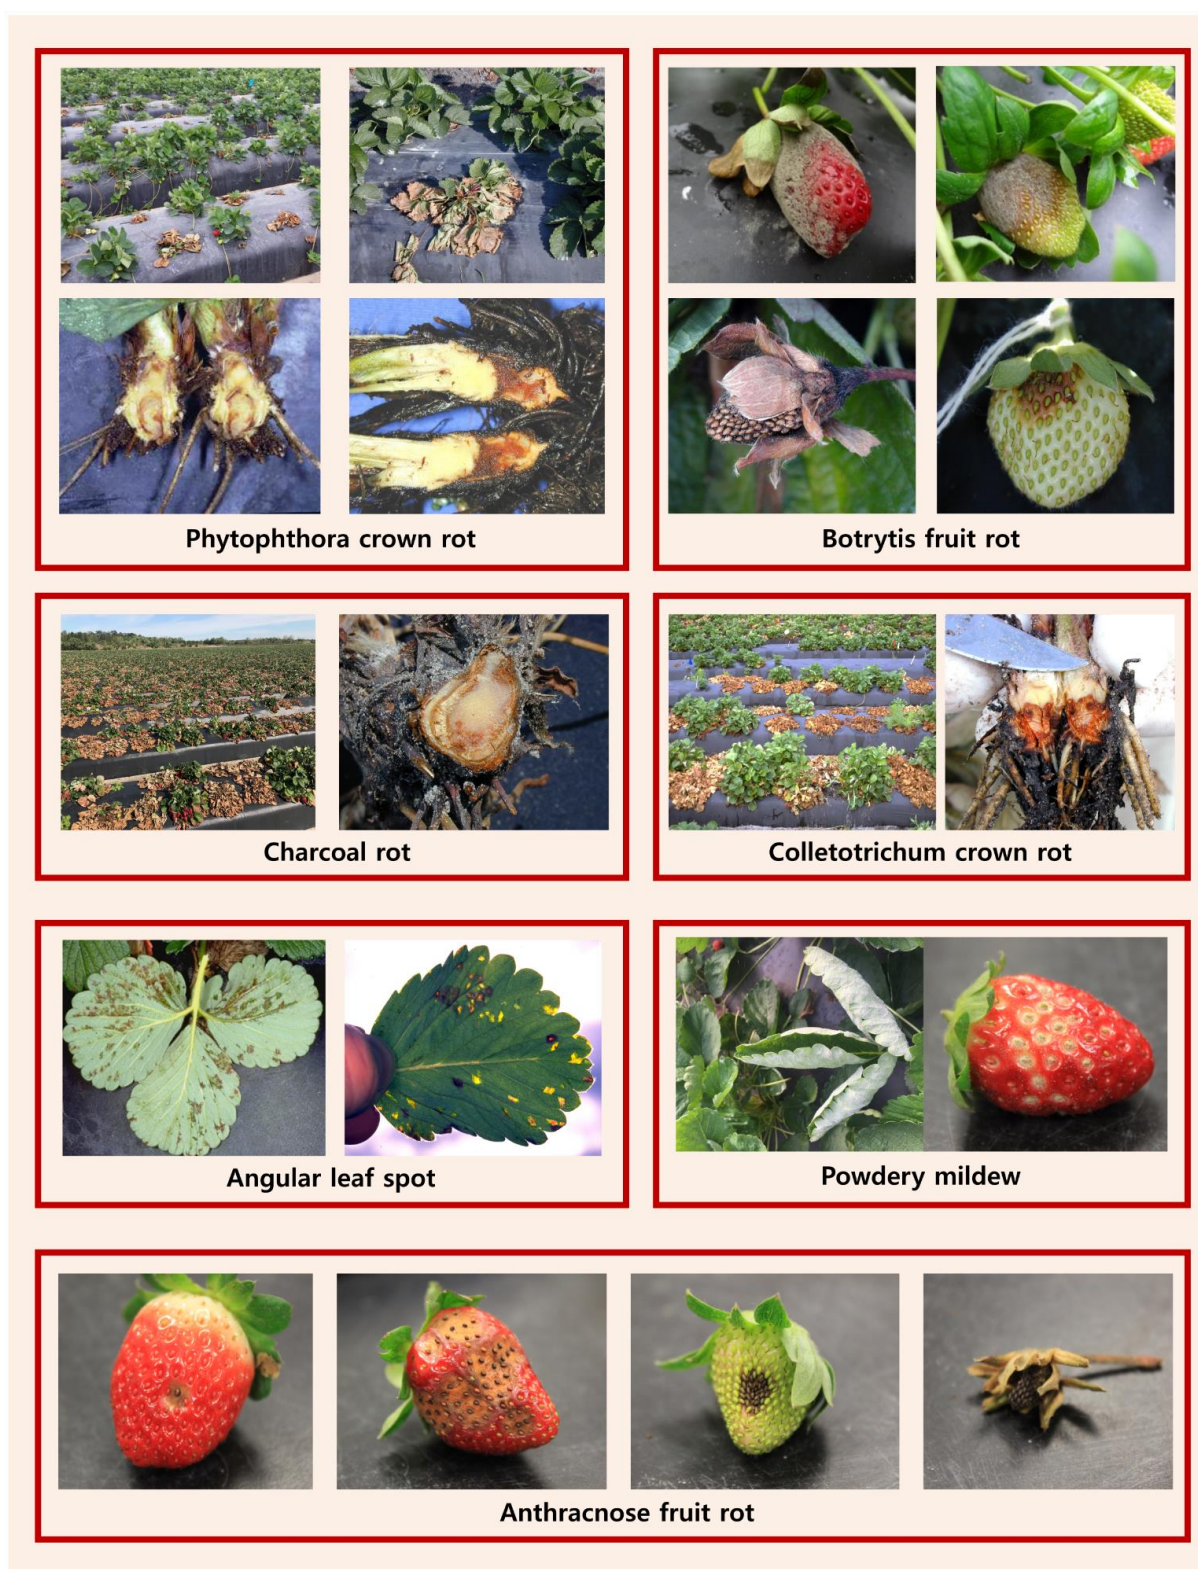 Phytophthora crown rot
Botrytis fruit rot
Charcoal rot
Colletotrichum crown rot
Angular leaf spot
Powdery mildew
Anthracnose fruit rot